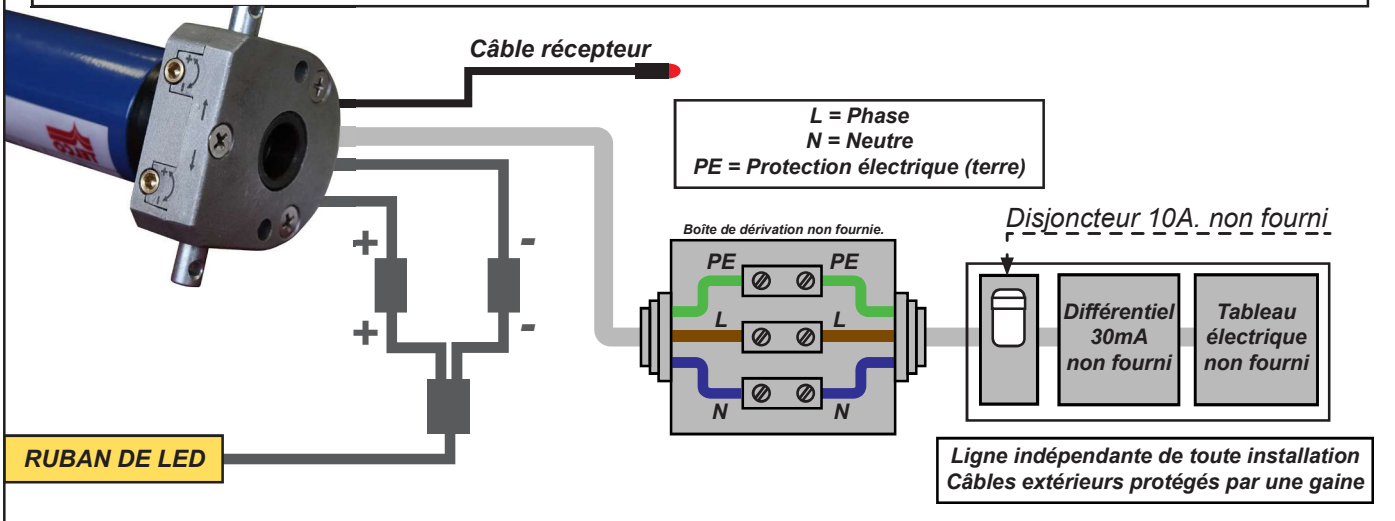 Câble récepteur
L = Phase
N = Neutre
PE = Protection électrique (terre)
Boîte de dérivation non fournie.
Disjoncteur 10A. non fourni
PE
PE
L
L
N
N
+
-
+
-
Différentiel
30mA
non fourni
Tableau
électrique
non fourni
RUBAN DE LED
Ligne indépendante de toute installation
Câbles extérieurs protégés par une gaine